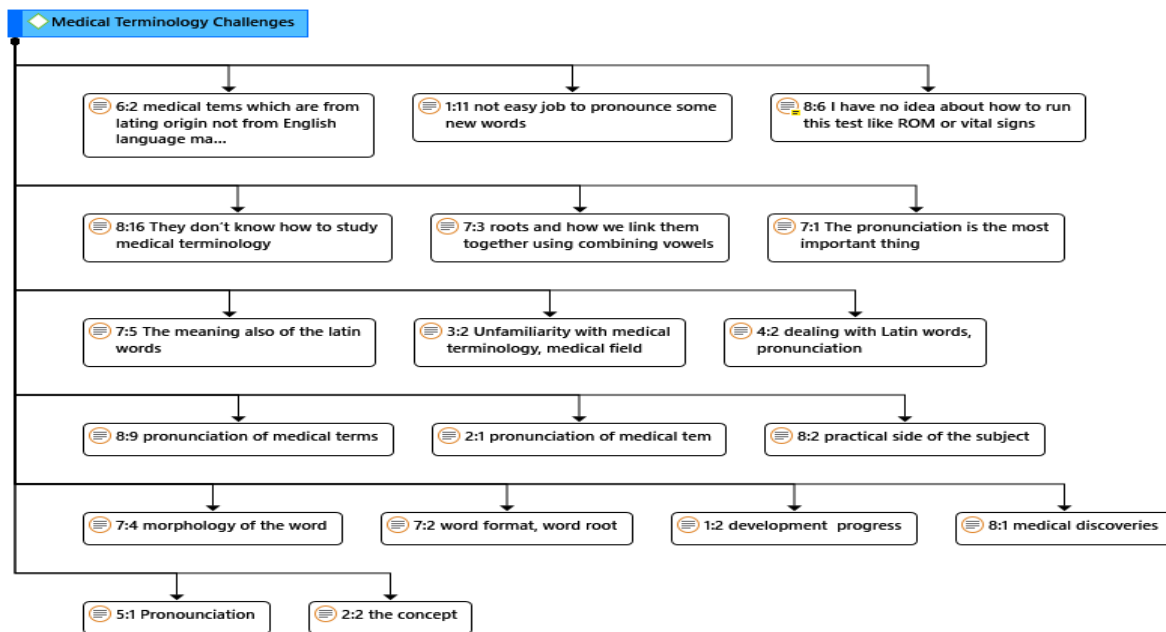 Medical Terminology Challenges
6:2 medical tems which are from
lating origin not from English
language ma...
1:11 not easy job to pronounce some
new words
8:6 I have no idea about how to run
this test like ROM or vital signs
8:16 They don't know how to study
medical terminology
7:3 roots and how we link them
together using combining vowels
7:1 The pronunciation is the most
important thing
7:5 The meaning also of the latin
words
3:2 Unfamiliarity with medical
terminology, medical field
4:2 dealing with Latin words,
pronunciation
8:9 pronunciation of medical terms
2:1 pronunciation of medical tem
8:2 practical side of the subject
7:4 morphology of the word
7:2 word format, word root
1:2 development progress
8:1 medical discoveries
5:1 Pronounciation
2:2 the concept